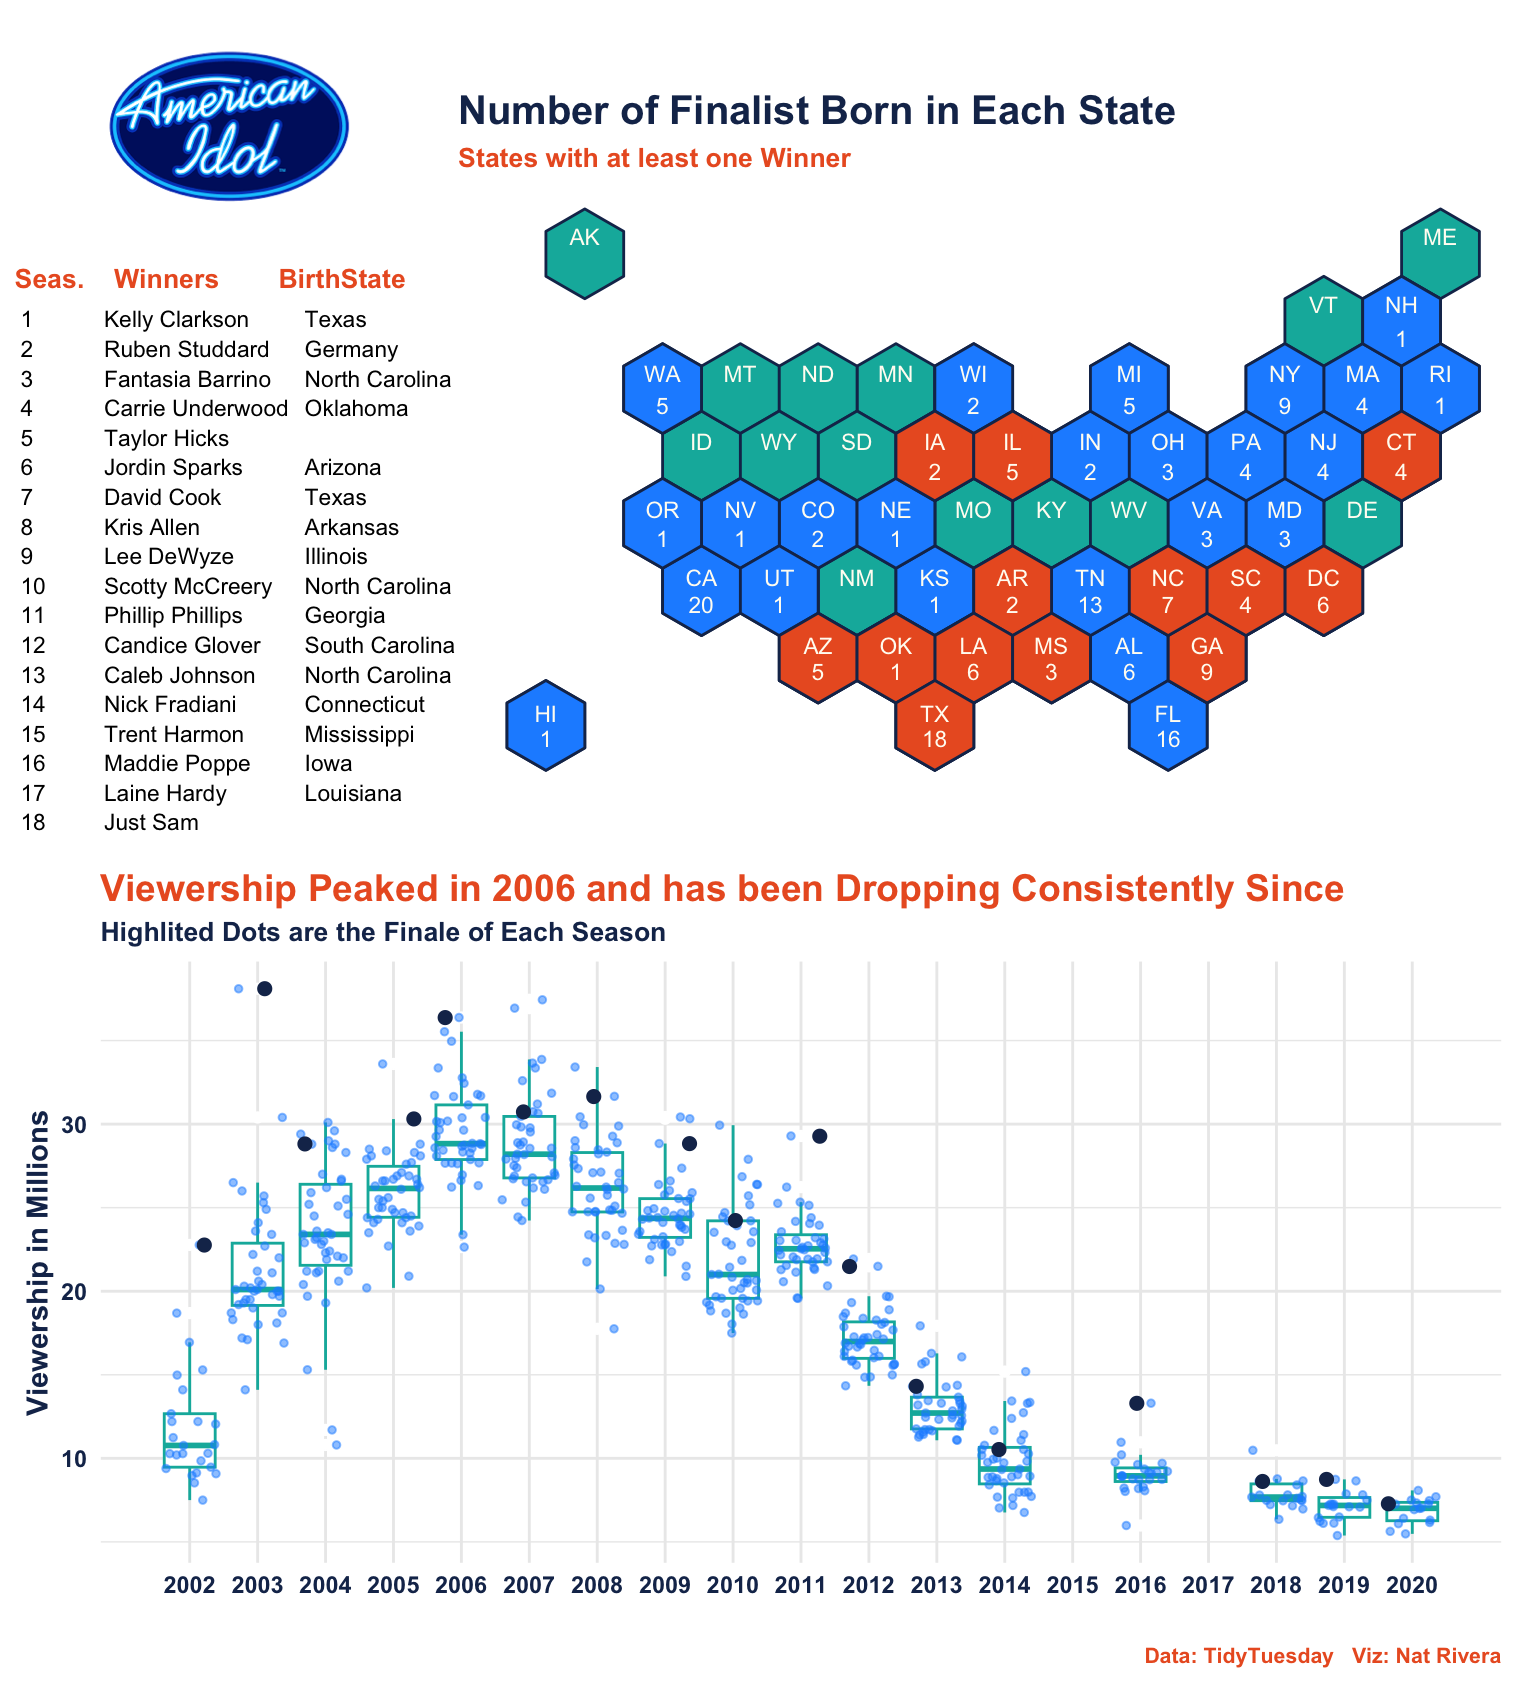 American
Idol
Number of Finalist Born in Each State
States with at least one Winner
Seas. Winners BirthState
1 Kelly Clarkson Texas
2 Ruben Studdard Germany
3 Fantasia Barrino North Carolina
4 Carrie Underwood Oklahoma
5 Taylor Hicks
6 Jordin Sparks Arizona
7 David Cook Texas
8 Kris Allen Arkansas
9 Lee DeWyze Illinois
10 Scotty McCreery North Carolina
11 Phillip Phillips Georgia
12 Candice Glover South Carolina
13 Caleb Johnson North Carolina
14 Nick Fradiani Connecticut
15 Trent Harmon Mississippi
16 Maddie Poppe Iowa
17 Laine Hardy Louisiana
18 Just Sam
AK ME
VT NH
1
WA MT ND MN WI MI NY MA RI
5 2 5 9 4 1
ID WY SD IA IL IN OH PA NJ CT
2 5 2 3 4 4 4
OR NV CO NE MO KY WV VA MD DE
1 1 2 1 3 3
CA UT NM KS AR TN NC SC DC
20 1 1 2 13 7 4 6
AZ OK LA MS AL GA
5 1 6 3 6 9
HI TX FL
1 18 16
Viewership Peaked in 2006 and has been Dropping Consistently Since
Highlited Dots are the Finale of Each Season
Viewership in Millions
30
20
10
2002 2003 2004 2005 2006 2007 2008 2009 2010 2011 2012 2013 2014 2015 2016 2017 2018 2019 2020
Data: TidyTuesday Viz: Nat Rivera